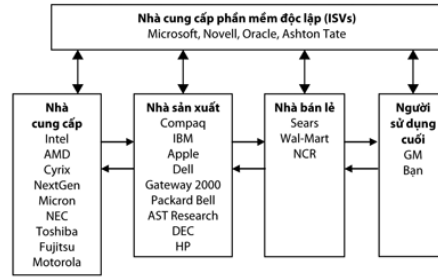 Nhà cung cấp phần mềm độc lập (ISVs)
Microsoft, Novell, Oracle, Ashton Tate
Nhà
cung cấp
Intel
AMD
Cyrix
NextGen
Micron
NEC
Toshiba
Fujitsu
Motorola
Nhà sản xuất
Compaq
IBM
Apple
Dell
Gateway 2000
Packard Bell
AST Research
DEC
HP
Nhà bán lẻ
Sears
Wal-Mart
NCR
Người
sử dụng
cuối
GM
Bạn